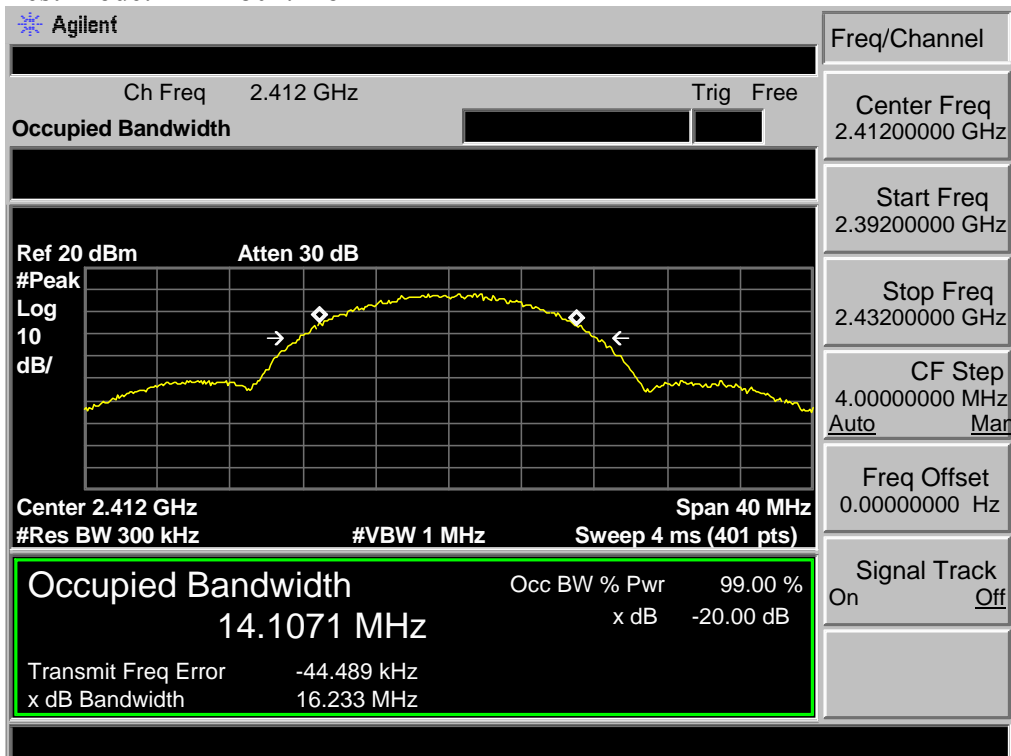 Agilent
Freq/Channel
Ch Freq 2.412 GHz Trig Free
Occupied Bandwidth
Center Freq
2.41200000 GHz
Start Freq
2.39200000 GHz
Stop Freq
2.43200000 GHz
CF Step
4.00000000 MHz
Auto Man
Freq Offset
0.00000000 Hz
Signal Track
On Off
Ref 20 dBm Atten 30 dB
#Peak
Log
10
dB/
Center 2.412 GHz Span 40 MHz
#Res BW 300 kHz #VBW 1 MHz Sweep 4 ms (401 pts)
Occupied Bandwidth Occ BW % Pwr 99.00 %
14.1071 MHz x dB -20.00 dB
Transmit Freq Error -44.489 kHz
x dB Bandwidth 16.233 MHz